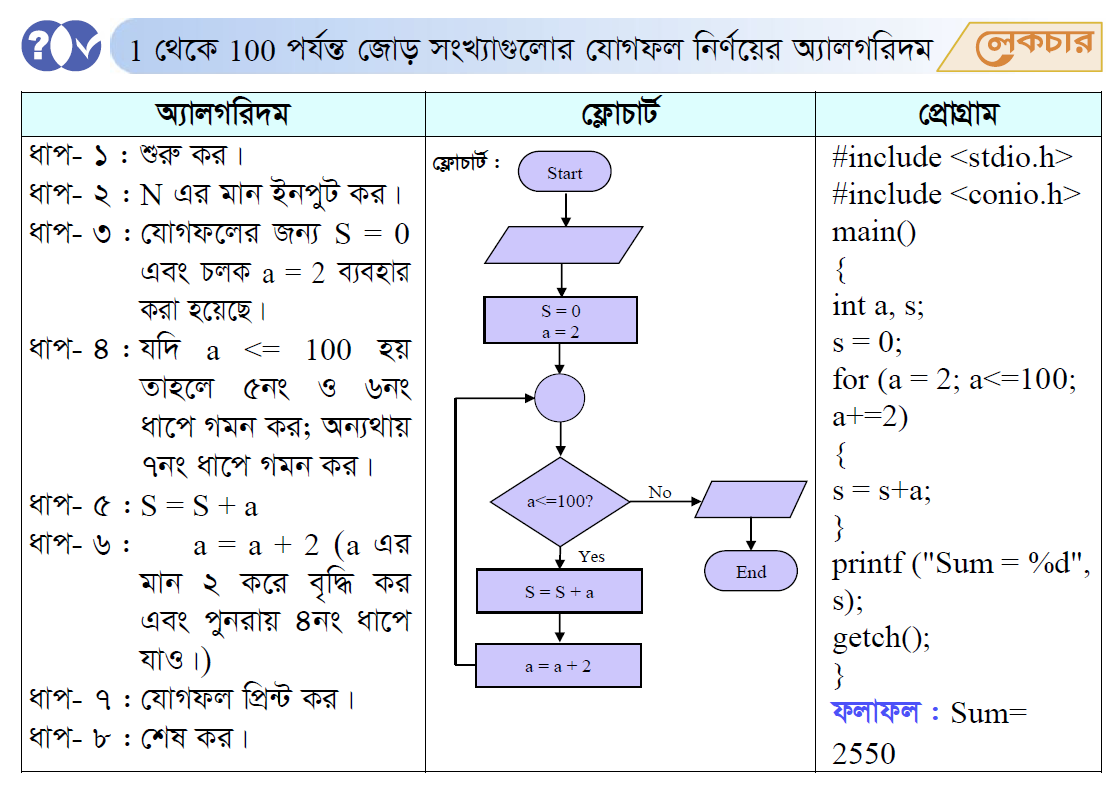 1 থেকে 100 পর্যন্ত জোড় সংখ্যাগুলোর যোগফল নির্ণয়ের অ্যালগরিদম
লেকচার
অ্যালগরিদম
ধাপ- ১ : শুরু কর।
ধাপ- ২ : N এর মান ইনপুট কর।
ধাপ- ৩ : যোগফলের জন্য S = 0
এবং চলক a = 2 ব্যবহার
করা হয়েছে।
ধাপ- ৪ : যদি a <= 100 হয়
তাহলে ৫নং ও ৬নং
ধাপে গমন কর; অন্যথায়
৭নং ধাপে গমন কর।
ধাপ- ৫ : S = S + a
ধাপ- ৬ : a = a + 2 (a এর
মান ২ করে বৃদ্ধি কর
এবং পুনরায় ৪নং ধাপে
যাও।)
ধাপ- ৭ : যোগফল প্রিন্ট কর।
ধাপ- ৮ : শেষ কর।
ফ্লোচার্ট
ফ্লোচার্ট :
Start
S = 0
a = 2
a<=100?
No
Yes
End
S = S + a
a = a + 2
প্রোগ্রাম
#include <stdio.h>
#include <conio.h>
main()
{
int a, s;
s = 0;
for (a = 2; a<=100;
a+=2)
{
s = s+a;
}
printf ("Sum = %d",
s);
getch();
}
ফলাফল : Sum=
2550